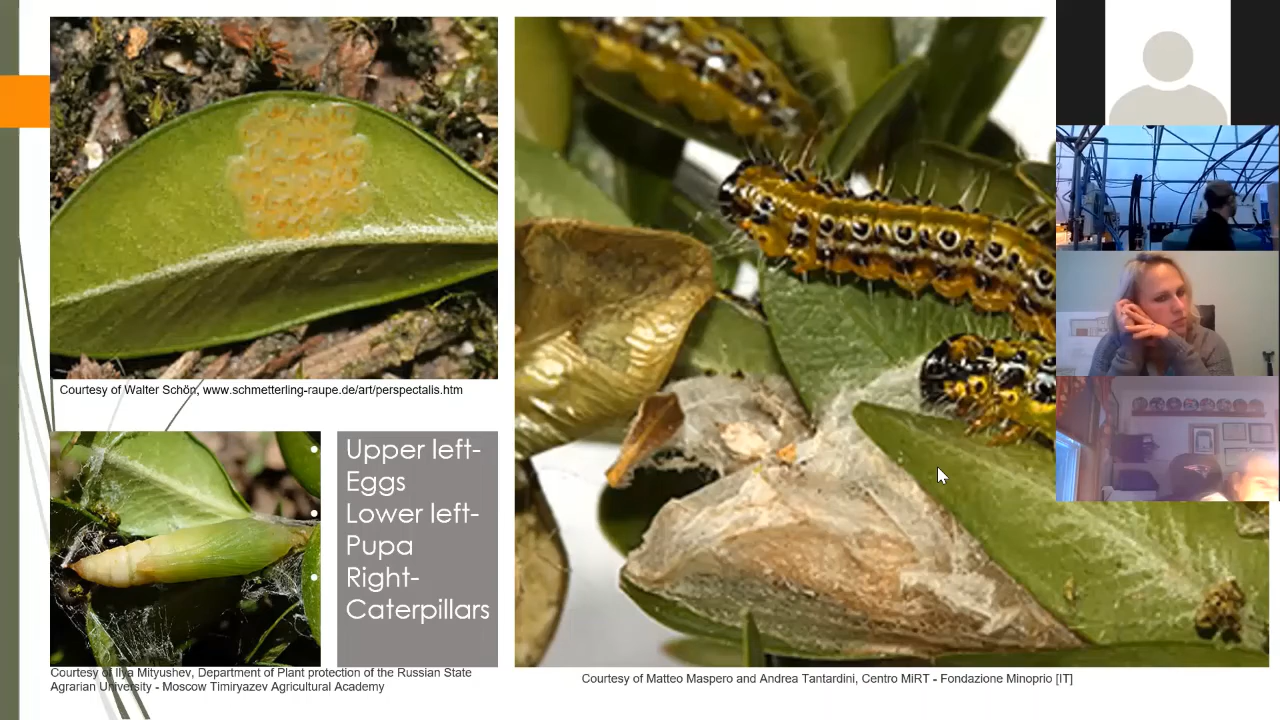 Courtesy of Walter Schön, www.schmetterling-raupe.de/art/perspectalis.htm
• Upper left-
Eggs
• Lower left-
Pupa
• Right-
Caterpillars
Courtesy of Ilya Mityushev, Department of Plant protection of the Russian State
Agrarian University - Moscow Timiryazev Agricultural Academy
Courtesy of Matteo Maspero and Andrea Tantardini, Centro MiRT - Fondazione Minoprio [IT]